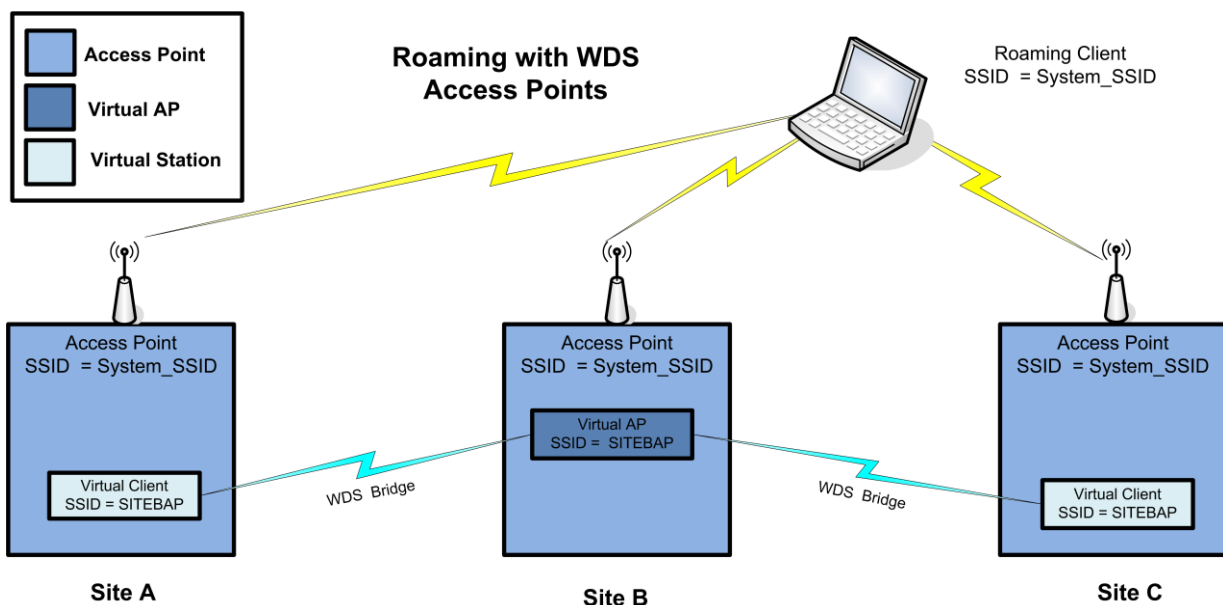 Access Point
Virtual AP
Virtual Station
Roaming with WDS
Access Points
Roaming Client
SSID = System_SSID
Access Point
SSID = System_SSID
Virtual Client
SSID = SITEBAP
Site A
WDS Bridge
Access Point
SSID = System_SSID
Virtual AP
SSID = SITEBAP
Site B
WDS Bridge
Access Point
SSID = System_SSID
Virtual Client
SSID = SITEBAP
Site C